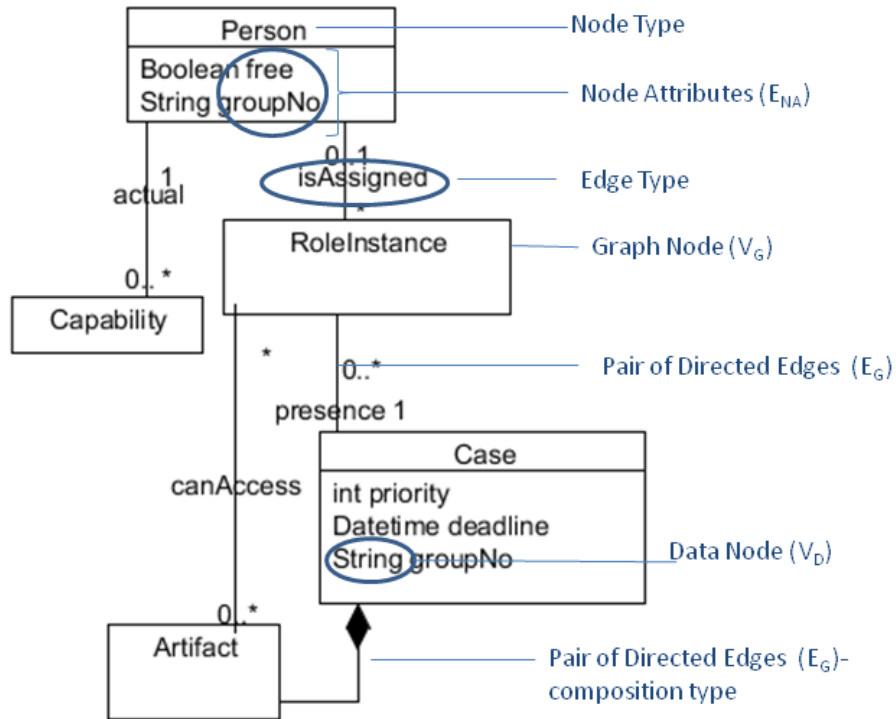 Person
Node Type
Boolean free
String groupNo
Node Attributes (E_NA)
0..1
isAssigned
Edge Type
1
actual
*
RoleInstance
Graph Node (V_G)
0.. *
Capability
*
0..*
Pair of Directed Edges (E_G)
presence 1
Case
canAccess
int priority
Datetime deadline
String groupNo
Data Node (V_D)
0..*
Artifact
Pair of Directed Edges (E_G)-
composition type